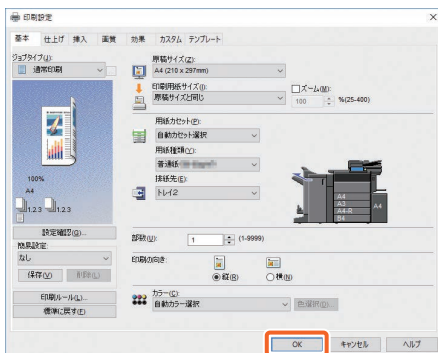 印刷設定
基本 仕上げ 挿入 画質 効果 カスタム テンプレート
ジョブタイプ(J):
通常印刷
100%
A4
1.2.3 1.2.3
設定確認(Q)...
簡易設定:
なし
保存(V) 削除(L)
印刷ルール(L)...
標準に戻す(F)
原稿サイズ(Z):
A4 (210 x 297mm)
印刷用紙サイズ(I):
原稿サイズと同じ
ズーム(M):
100 %(25-400)
用紙カセット(P):
自動カセット選択
用紙種類(Y):
普通紙
排紙先(E):
トレイ2
A4
A3
A4-R
B4
A4
部数(U): 1 (1-9999)
印刷の向き:
縦(R) 横(N)
カラー(C):
自動カラー選択 色選択(D)...
OK キャンセル ヘルプ